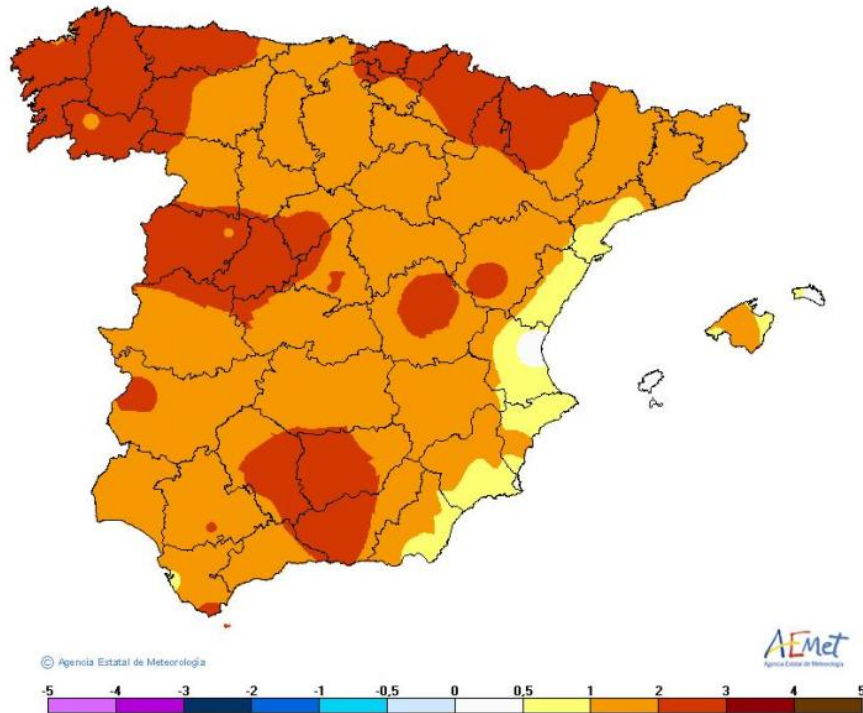 AEMet
Agencia Estatal de Meteorología
© Agencia Estatal de Meteorología
-5 -4 -3 -2 -1 -0,5 0 0,5 1 2 3 4 5